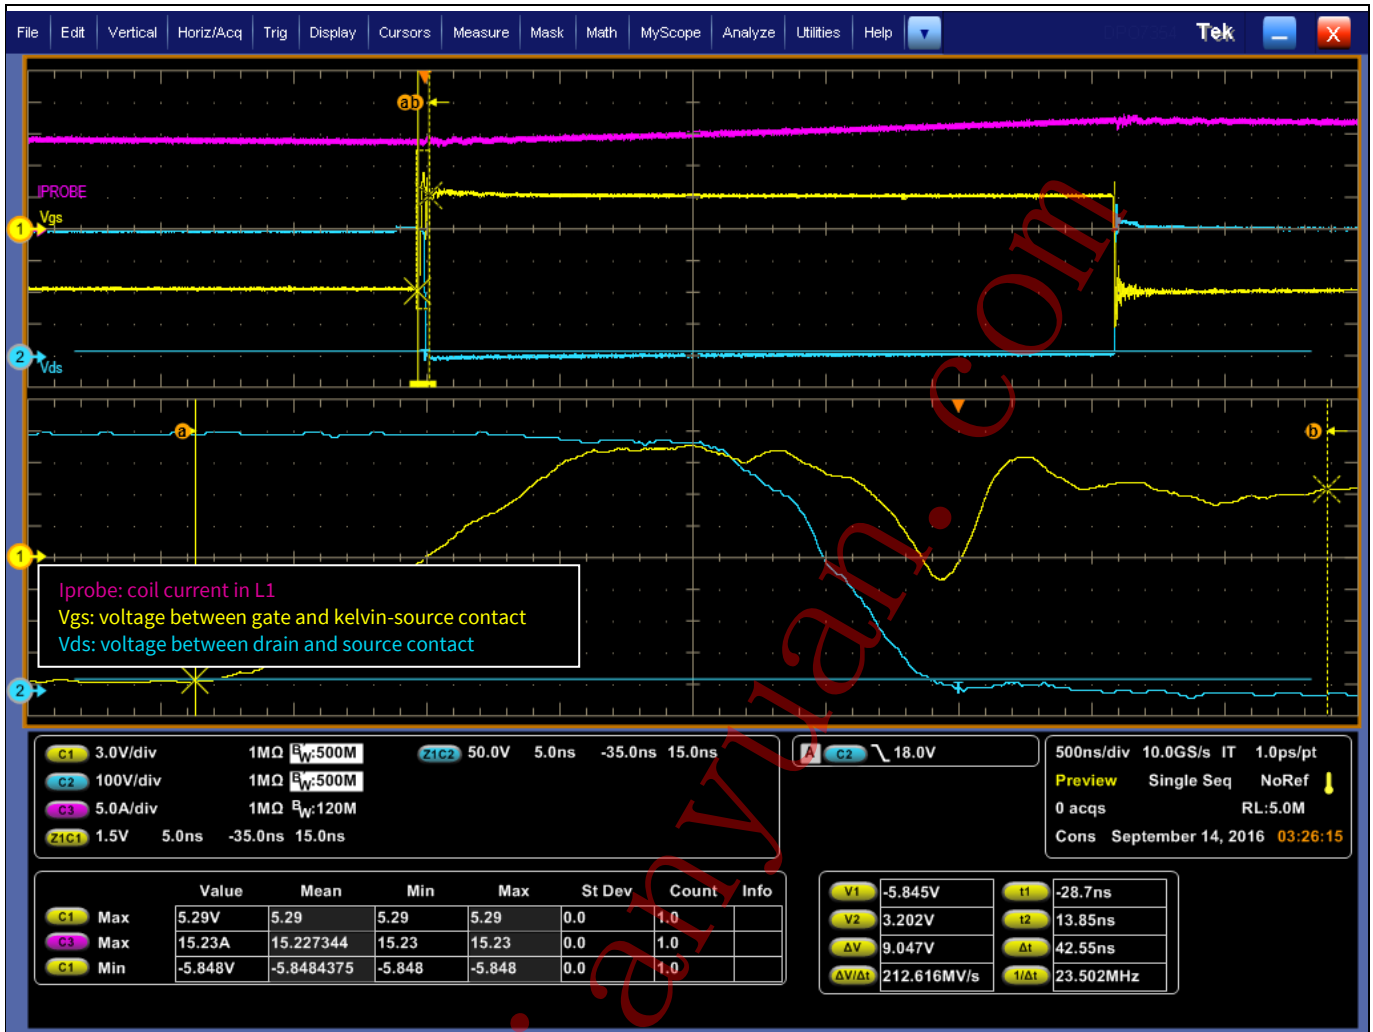 File Edit Vertical Horiz/Acq Trig Display Cursors Measure Mask Math MyScope Analyze Utilities Help Tek X
ab
IPROBE
Vgs
1
2
Vds
a
b
1
Iprobe: coil current in L1
Vgs: voltage between gate and kelvin-source contact
Vds: voltage between drain and source contact
2
C1 3.0V/div 1MΩ BW:500M
C2 100V/div 1MΩ BW:500M
C3 5.0A/div 1MΩ BW:120M
Z1C1 1.5V 5.0ns -35.0ns 15.0ns
Z1C2 50.0V 5.0ns -35.0ns 15.0ns
A C2 18.0V
500ns/div 10.0GS/s IT 1.0ps/pt
Preview Single Seq NoRef
0 acqs RL:5.0M
Cons September 14, 2016 03:26:15
Value Mean Min Max St Dev Count Info
C1 Max 5.29V 5.29 5.29 5.29 0.0 1.0
C3 Max 15.23A 15.227344 15.23 15.23 0.0 1.0
C1 Min -5.848V -5.8484375 -5.848 -5.848 0.0 1.0
V1 -5.845V t1 -28.7ns
V2 3.202V t2 13.85ns
ΔV 9.047V Δt 42.55ns
ΔV/Δt 212.616MV/s 1/Δt 23.502MHz
anyuan.com